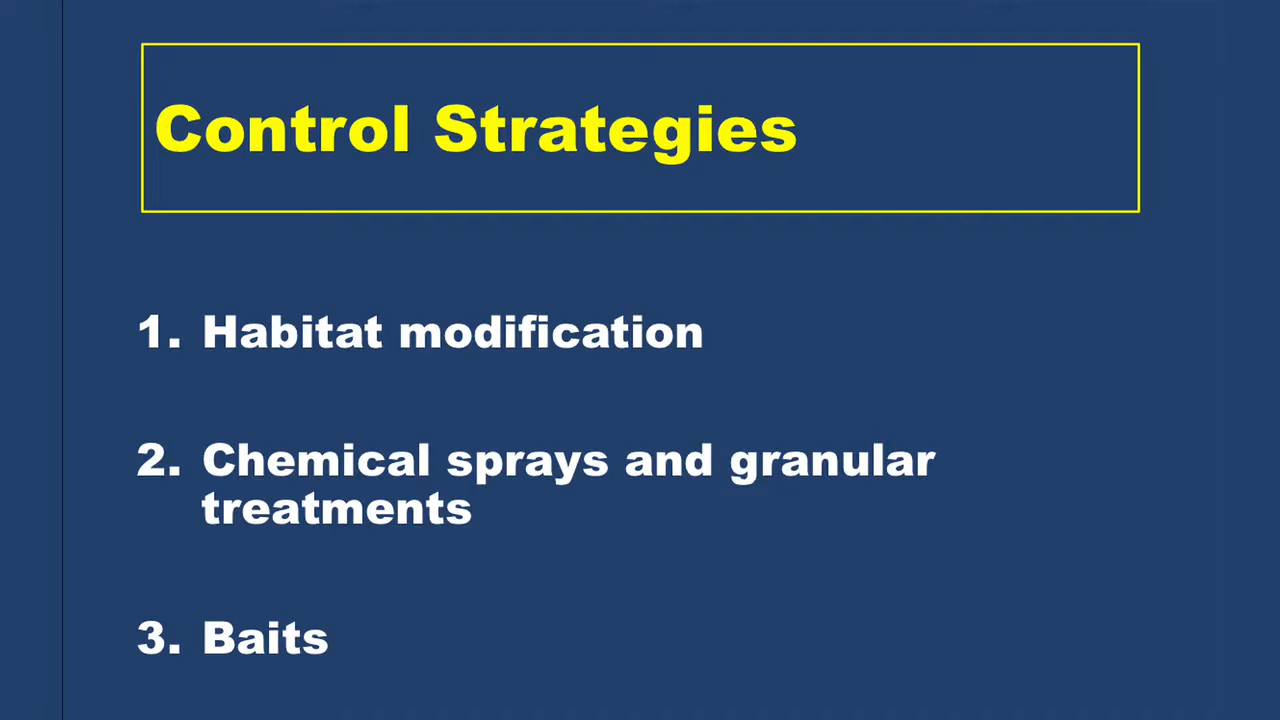 Control Strategies
1. Habitat modification
2. Chemical sprays and granular
treatments
3. Baits